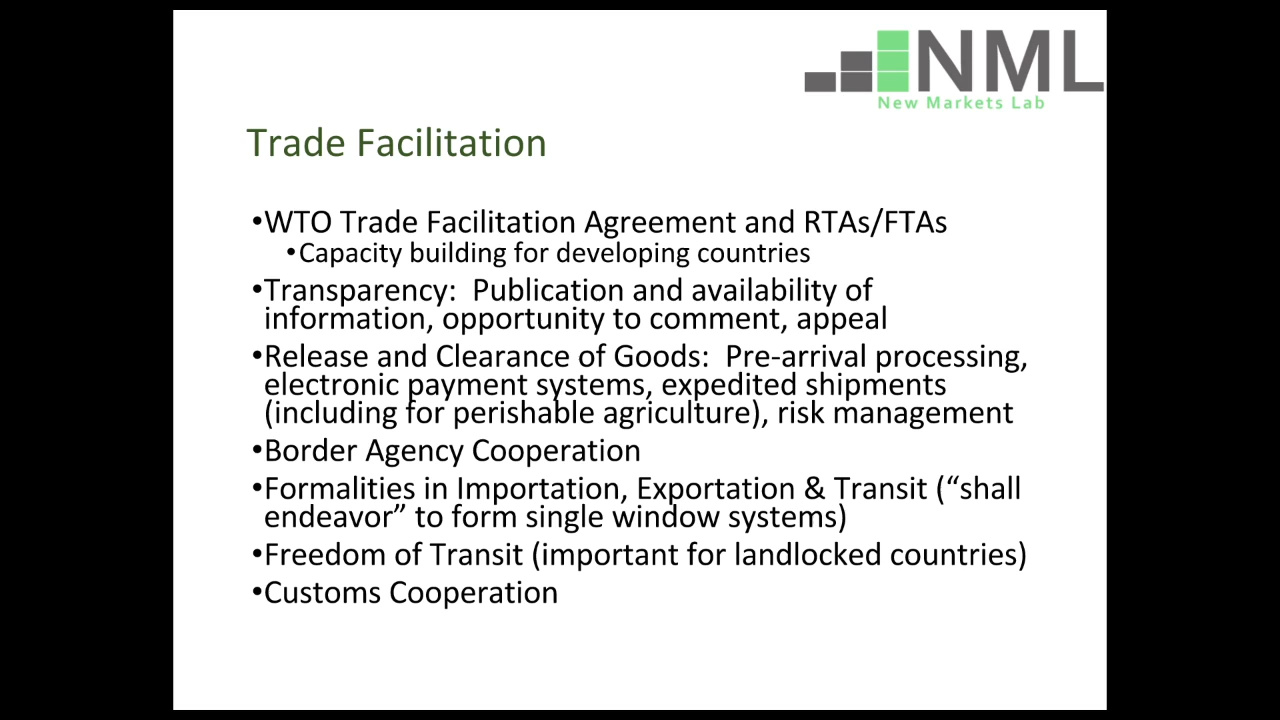 NML
New Markets Lab
Trade Facilitation
•WTO Trade Facilitation Agreement and RTAs/FTAs
•Capacity building for developing countries
•Transparency:  Publication and availability of
information, opportunity to comment, appeal
•Release and Clearance of Goods:  Pre-arrival processing,
electronic payment systems, expedited shipments
(including for perishable agriculture), risk management
•Border Agency Cooperation
•Formalities in Importation, Exportation & Transit (“shall
endeavor” to form single window systems)
•Freedom of Transit (important for landlocked countries)
•Customs Cooperation